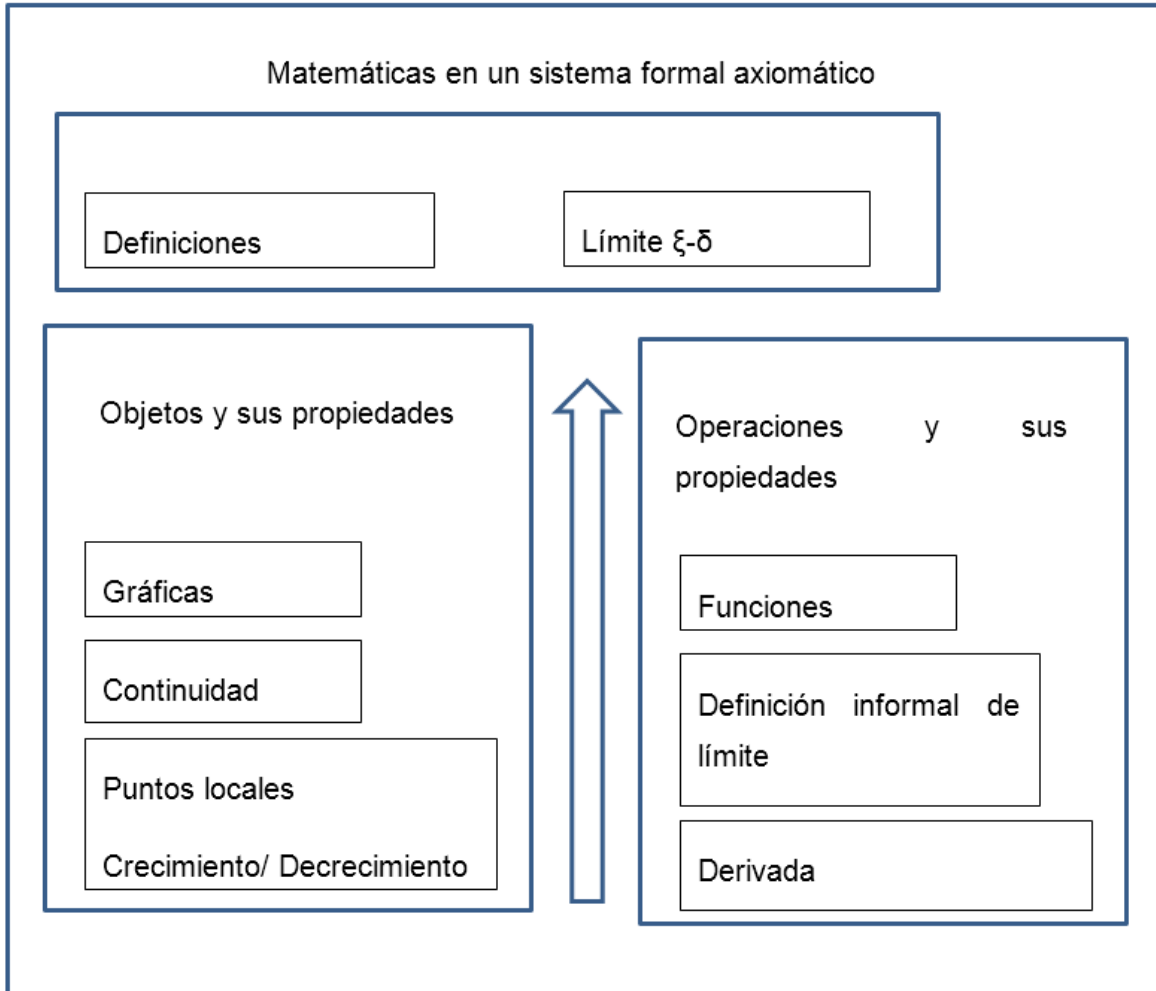 Matemáticas en un sistema formal axiomático
Definiciones
Límite ξ-δ
Objetos y sus propiedades
Gráficas
Continuidad
Puntos locales
Crecimiento/ Decrecimiento
Operaciones y sus
propiedades
Funciones
Definición informal de
límite
Derivada